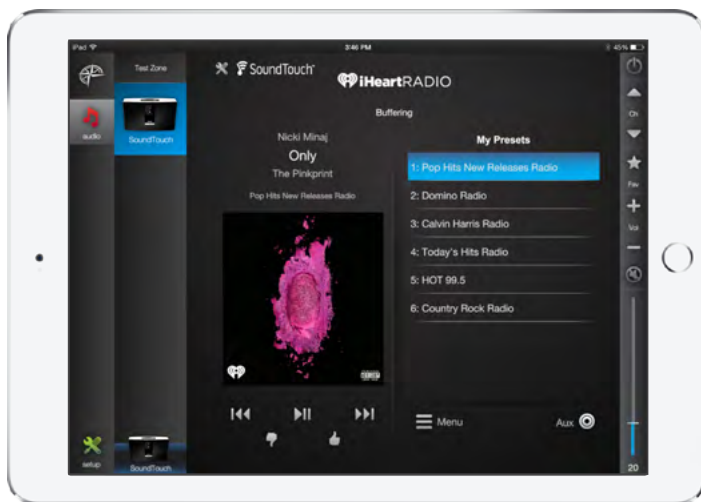 iPad
3:46 PM
45%
Test Zone
SoundTouch
iHeartRADIO
Buffering
audio
SoundTouch
Nicki Minaj
Only
The Pinkprint
Pop Hits New Releases Radio
My Presets
1: Pop Hits New Releases Radio
2: Domino Radio
3: Calvin Harris Radio
4: Today's Hits Radio
5: HOT 99.5
6: Country Rock Radio
Ch
Fav
Vol
Menu
Aux
setup
SoundTouch
20